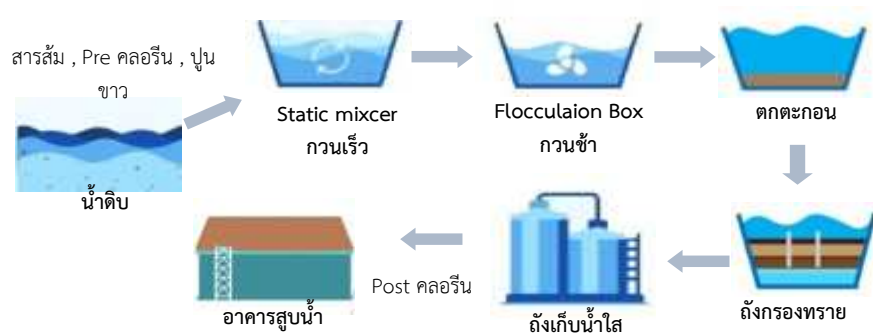 สารส้ม , Pre คลอรีน , ปูน
ขาว
น้ำดิบ
Static mixcer
กวนเร็ว
Flocculaion Box
กวนช้า
ตกตะกอน
ถังกรองทราย
ถังเก็บน้ำใส
Post คลอรีน
อาคารสูบน้ำ